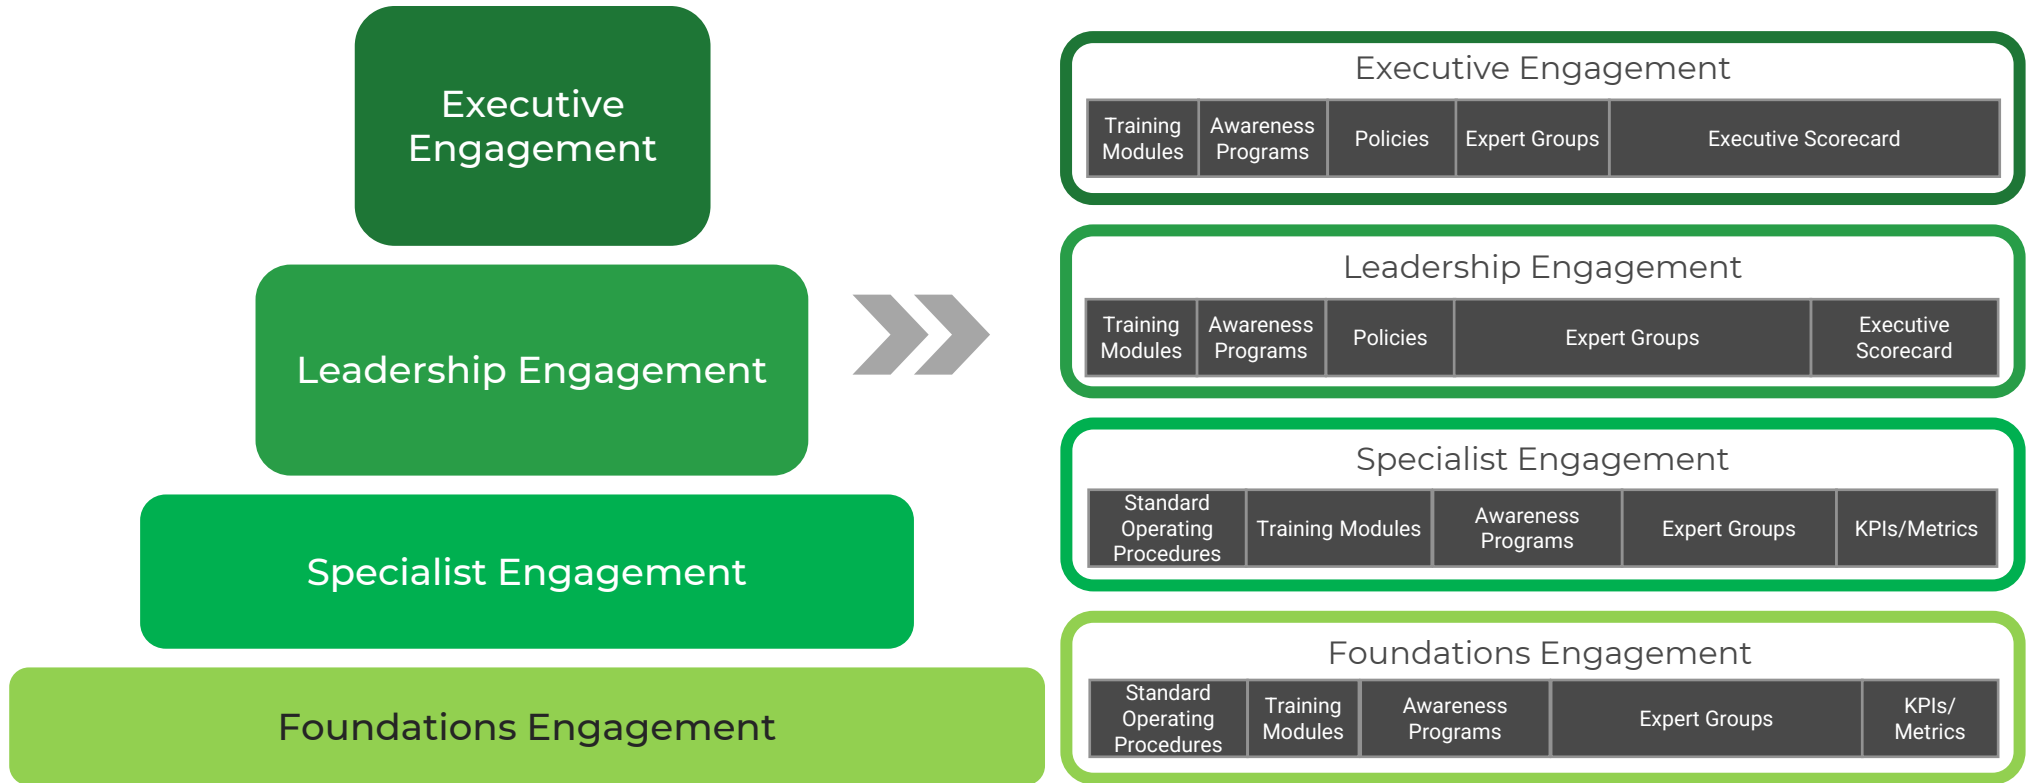 Executive
Engagement
Leadership Engagement
Specialist Engagement
Foundations Engagement
Executive Engagement
Training
Modules
Awareness
Programs
Policies
Expert Groups
Executive Scorecard
Leadership Engagement
Training
Modules
Awareness
Programs
Policies
Expert Groups
Executive
Scorecard
Specialist Engagement
Standard
Operating
Procedures
Training Modules
Awareness
Programs
Expert Groups
KPIs/Metrics
Foundations Engagement
Standard
Operating
Procedures
Training
Modules
Awareness
Programs
Expert Groups
KPIs/
Metrics